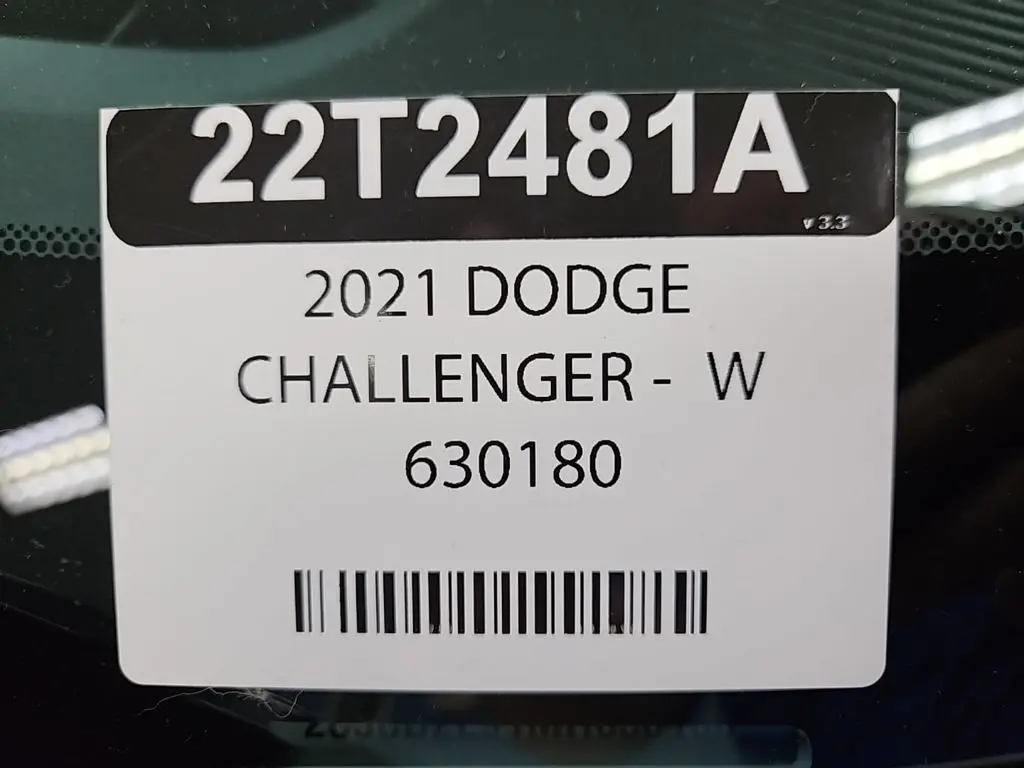 22T2481A
v 3.3
2021 DODGE
CHALLENGER - W
630180